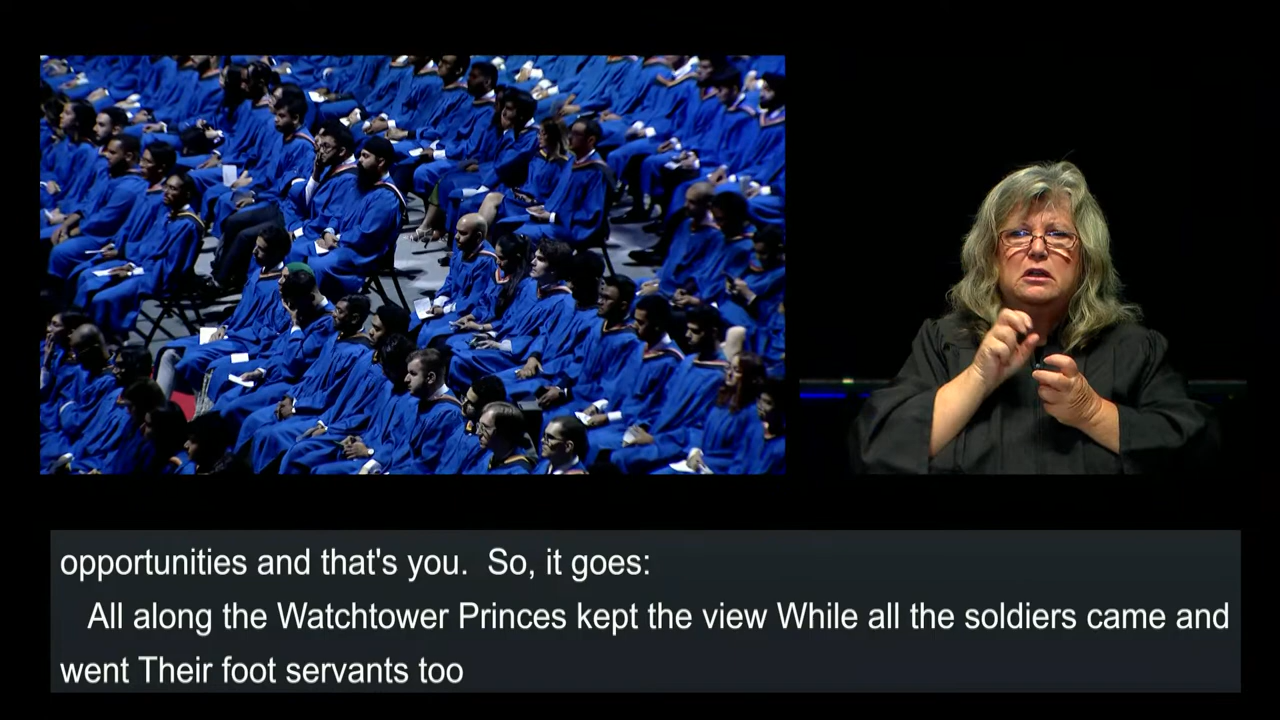 opportunities and that's you.  So, it goes:
All along the Watchtower Princes kept the view While all the soldiers came and
went Their foot servants too